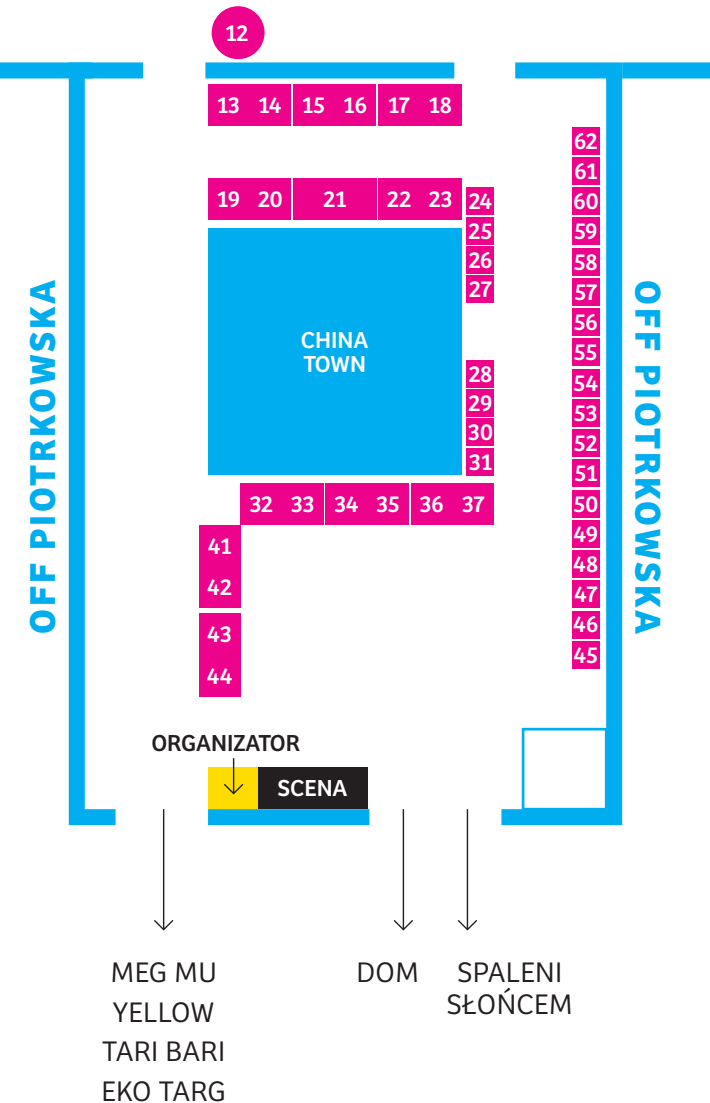 12
13 14 15 16 17 18
19 20 21 22 23
24
25
26
27
CHINA
TOWN
28
29
30
31
32 33 34 35 36 37
41
42
43
44
62
61
60
59
58
57
56
55
54
53
52
51
50
49
48
47
46
45
OFF PIOTRKOWSKA
OFF PIOTRKOWSKA
ORGANIZATOR
SCENA
MEG MU
YELLOW
TARI BARI
EKO TARG
DOM
SPALENI
SŁOŃCEM